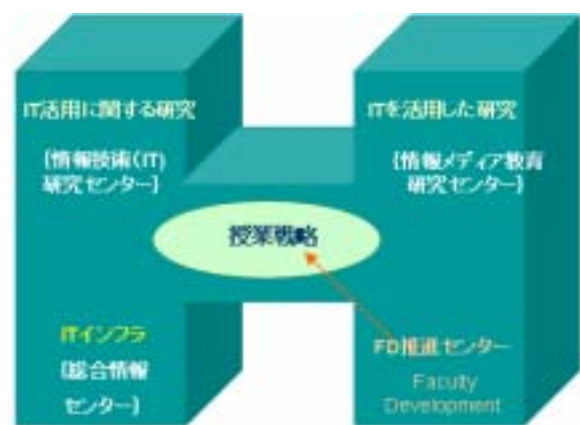 IT活用に関する研究
{情報技術(IT)
研究センター}
ITを活用した研究
{情報メディア教育
研究センター}
授業戦略
ITインフラ
{総合情報
センター}
FD推進センター
Faculty
Development